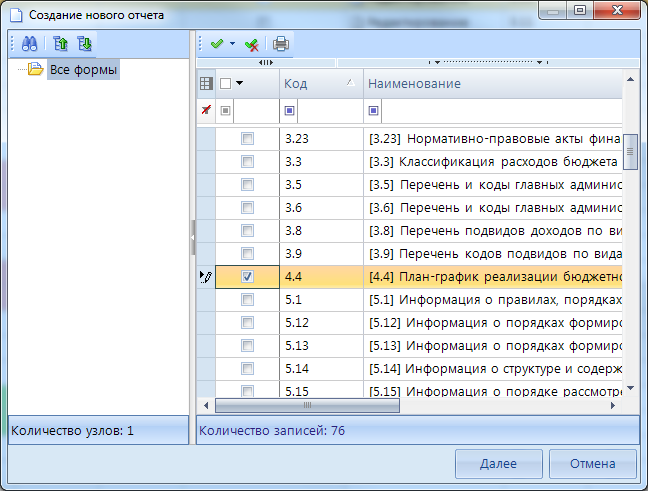 Создание нового отчета
Все формы
Код Наименование
3.23 [3.23] Нормативно-правовые акты фина
3.3 [3.3] Классификация расходов бюджета
3.5 [3.5] Перечень и коды главных админис
3.6 [3.6] Перечень и коды главных админис
3.8 [3.8] Перечень подвидов доходов по ви
3.9 [3.9] Перечень кодов подвидов по вида
4.4 [4.4] План-график реализации бюджетно
5.1 [5.1] Информация о правилах, порядках
5.12 [5.12] Информация о порядках формиро
5.13 [5.13] Информация о порядках формиро
5.14 [5.14] Информация о структуре и содерж
5.15 [5.15] Информация о порядке рассмотре
Количество узлов: 1 Количество записей: 76
Далее Отмена